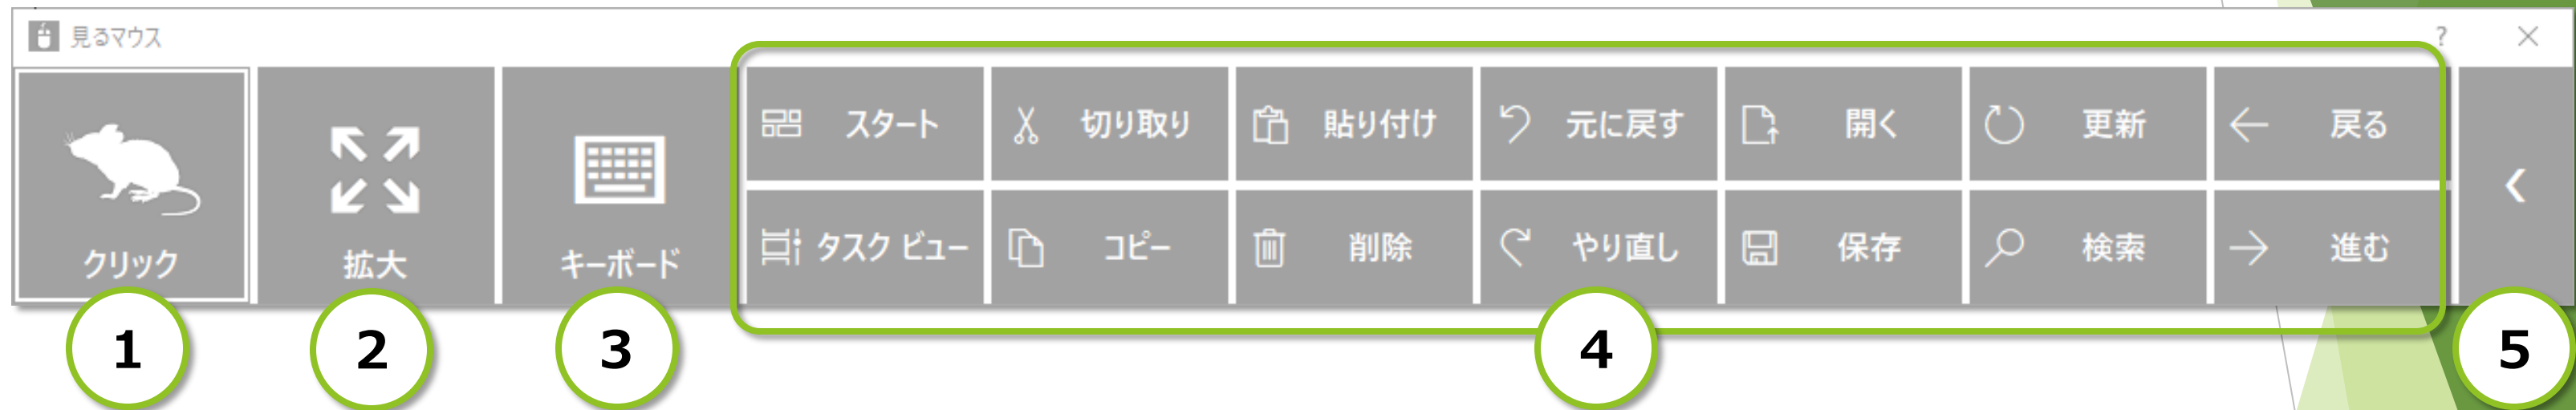 見るマウス
?
クリック
拡大
キーボード
スタート
切り取り
貼り付け
元に戻す
開く
更新
戻る
タスク ビュー
コピー
削除
やり直し
保存
検索
進む
1
2
3
4
5